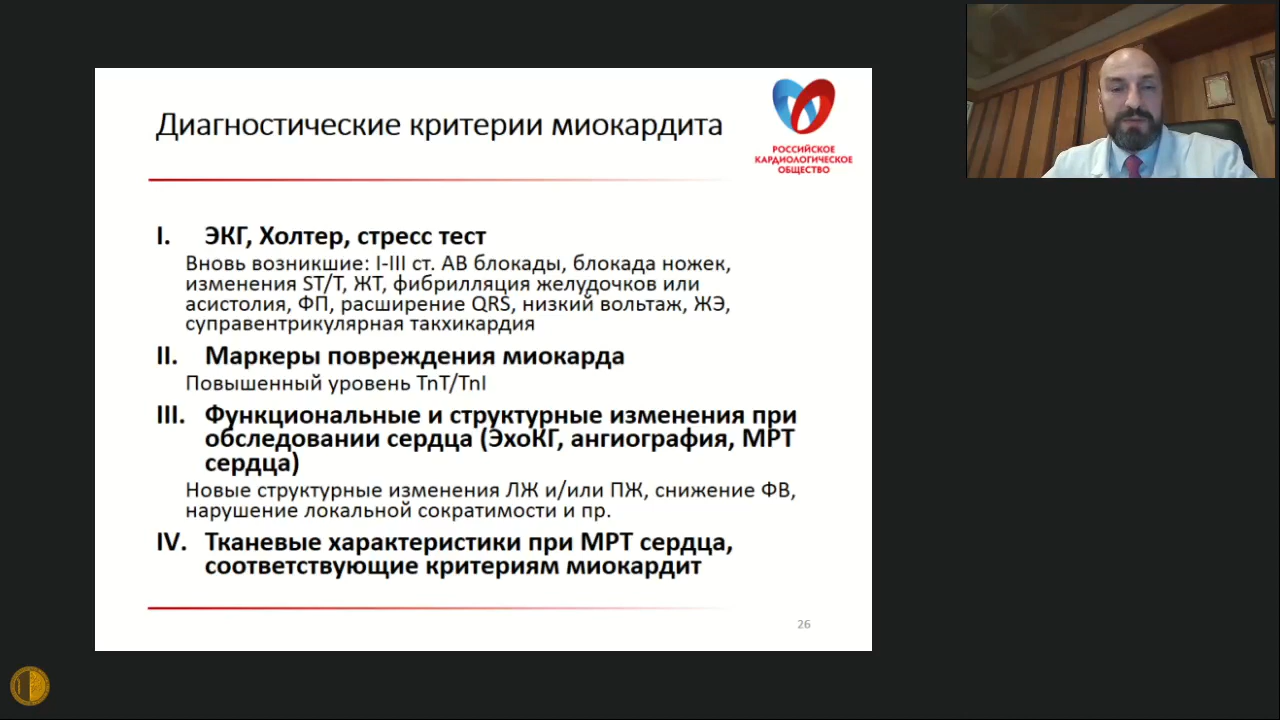 Диагностические критерии миокардита
РОССИЙСКОЕ
КАРДИОЛОГИЧЕСКОЕ
ОБЩЕСТВО
I. ЭКГ, Холтер, стресс тест
Вновь возникшие: I-III ст. АВ блокады, блокада ножек,
изменения ST/T, ЖТ, фибрилляция желудочков или
асистолия, ФП, расширение QRS, низкий вольтаж, ЖЭ,
суправентрикулярная такхикардия
II. Маркеры повреждения миокарда
Повышенный уровень TnT/TnI
III. Функциональные и структурные изменения при
обследовании сердца (ЭхоКГ, ангиография, МРТ
сердца)
Новые структурные изменения ЛЖ и/или ПЖ, снижение ФВ,
нарушение локальной сократимости и пр.
IV. Тканевые характеристики при МРТ сердца,
соответствующие критериям миокардит
26